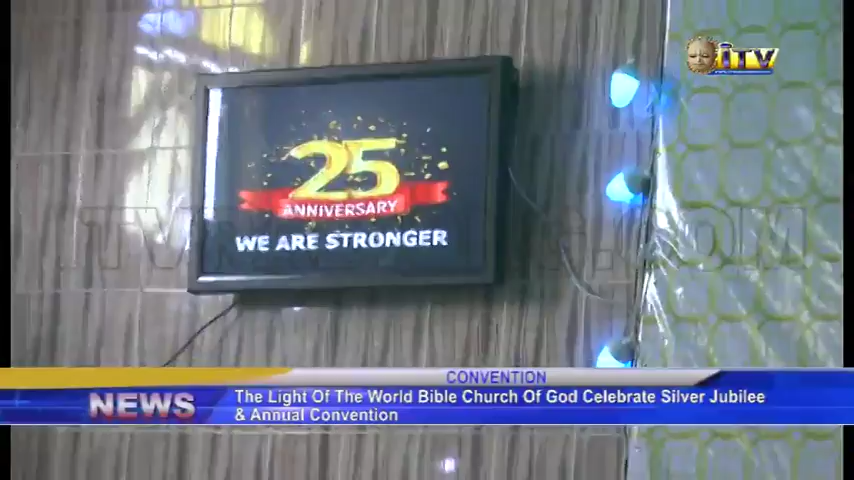 iTV
25
ANNIVERSARY
WE ARE STRONGER
CONVENTION
NEWS
The Light Of The World Bible Church Of God Celebrate Silver Jubilee
& Annual Convention